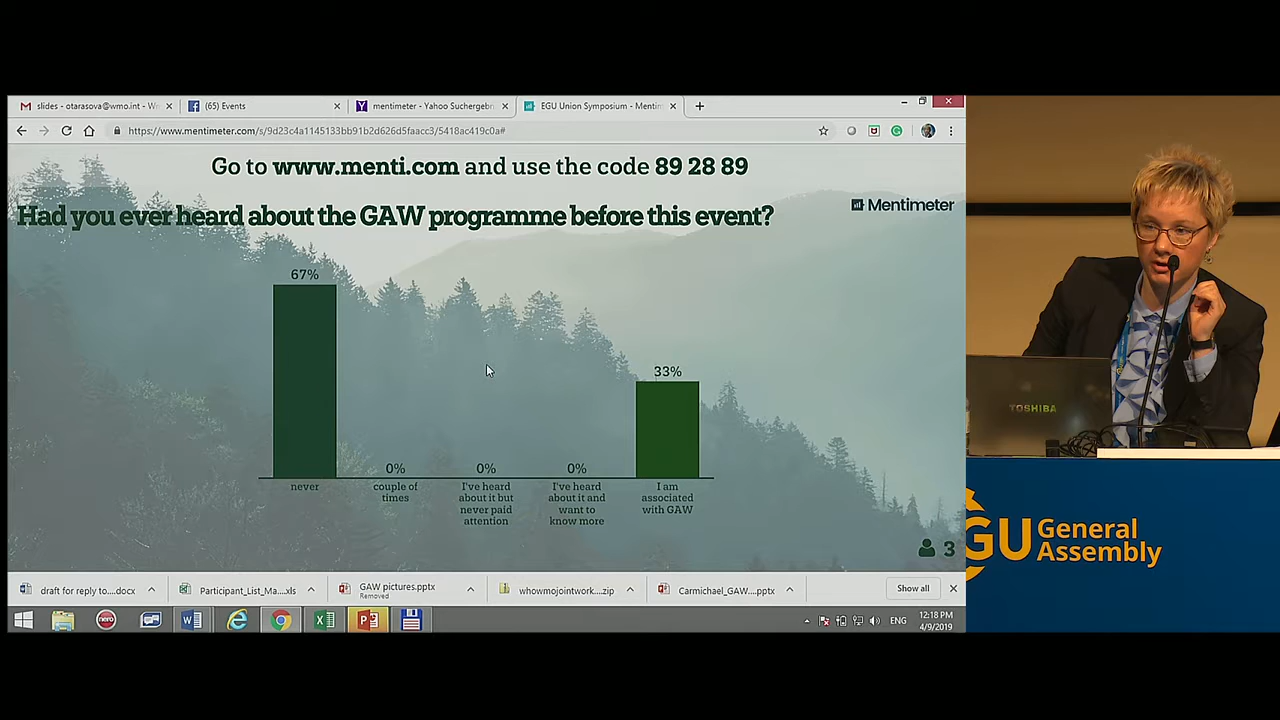 slides - otarasova@wmo.int - W
(65) Events
mentimeter - Yahoo Suchergebn
EGU Union Symposium - Mentim
https://www.mentimeter.com/s/9d23c4a1145133bb91b2d626d5faacc3/5418ac419c0a#
Go to www.menti.com and use the code 89 28 89
Mentimeter
Had you ever heard about the GAW programme before this event?
67%
0%
0%
0%
33%
never
couple of
times
I've heard
about it but
never paid
attention
I've heard
about it and
want to
know more
I am
associated
with GAW
3
draft for reply to....docx
Participant_List_Ma....xls
GAW pictures.pptx
Removed
whowmojointwork....zip
Carmichael_GAW....pptx
Show all
nero
ENG
12:18 PM
4/9/2019
TOSHIBA
GU General
Assembly